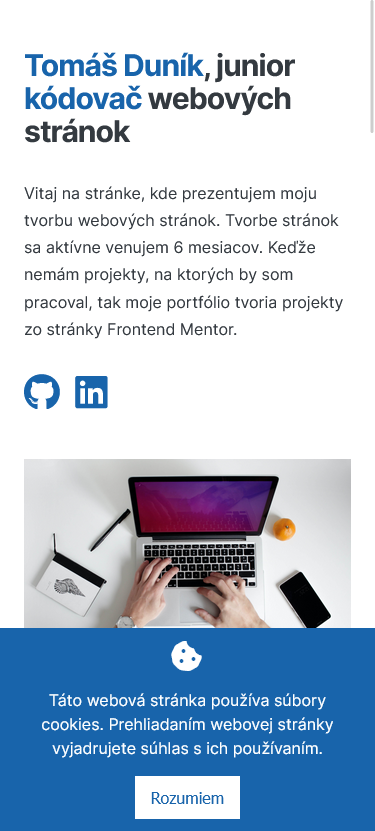 Tomáš Duník, junior
kódovač webových
stránok
Vitaj na stránke, kde prezentujem moju
tvorbu webových stránok. Tvorbe stránok
sa aktívne venujem 6 mesiacov. Keďže
nemám projekty, na ktorých by som
pracoval, tak moje portfólio tvoria projekty
zo stránky Frontend Mentor.
in
Táto webová stránka používa súbory
cookies. Prehliadaním webovej stránky
vyjadrujete súhlas s ich používaním.
Rozumiem